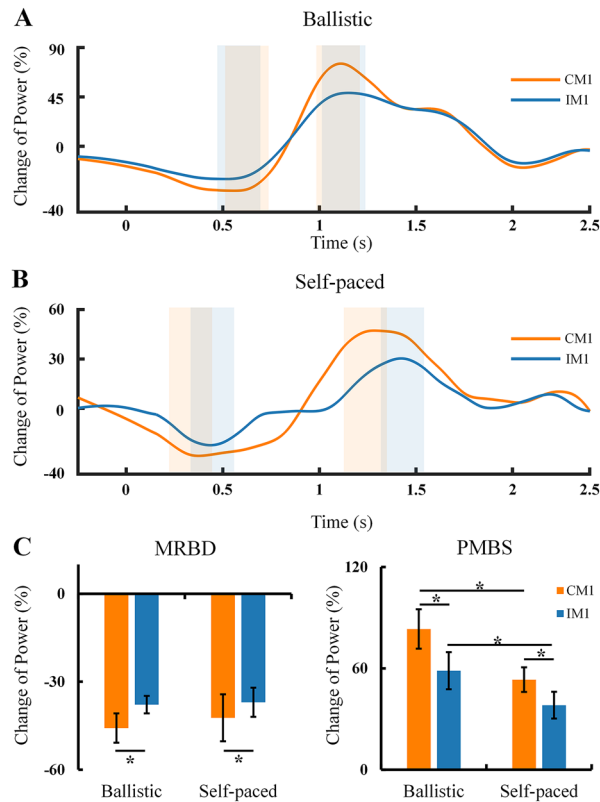 A
Ballistic
Change of Power (%)
90
45
0
-40
CM1
IM1
0
0.5
1
1.5
2
2.5
Time (s)
B
Self-paced
Change of Power (%)
60
30
0
-40
CM1
IM1
0
0.5
1
1.5
2
2.5
Time (s)
C
MRBD
Change of Power (%)
0
-30
-60
*
*
Ballistic
Self-paced
PMBS
Change of Power (%)
120
60
0
CM1
IM1
*
*
*
*
Ballistic
Self-paced